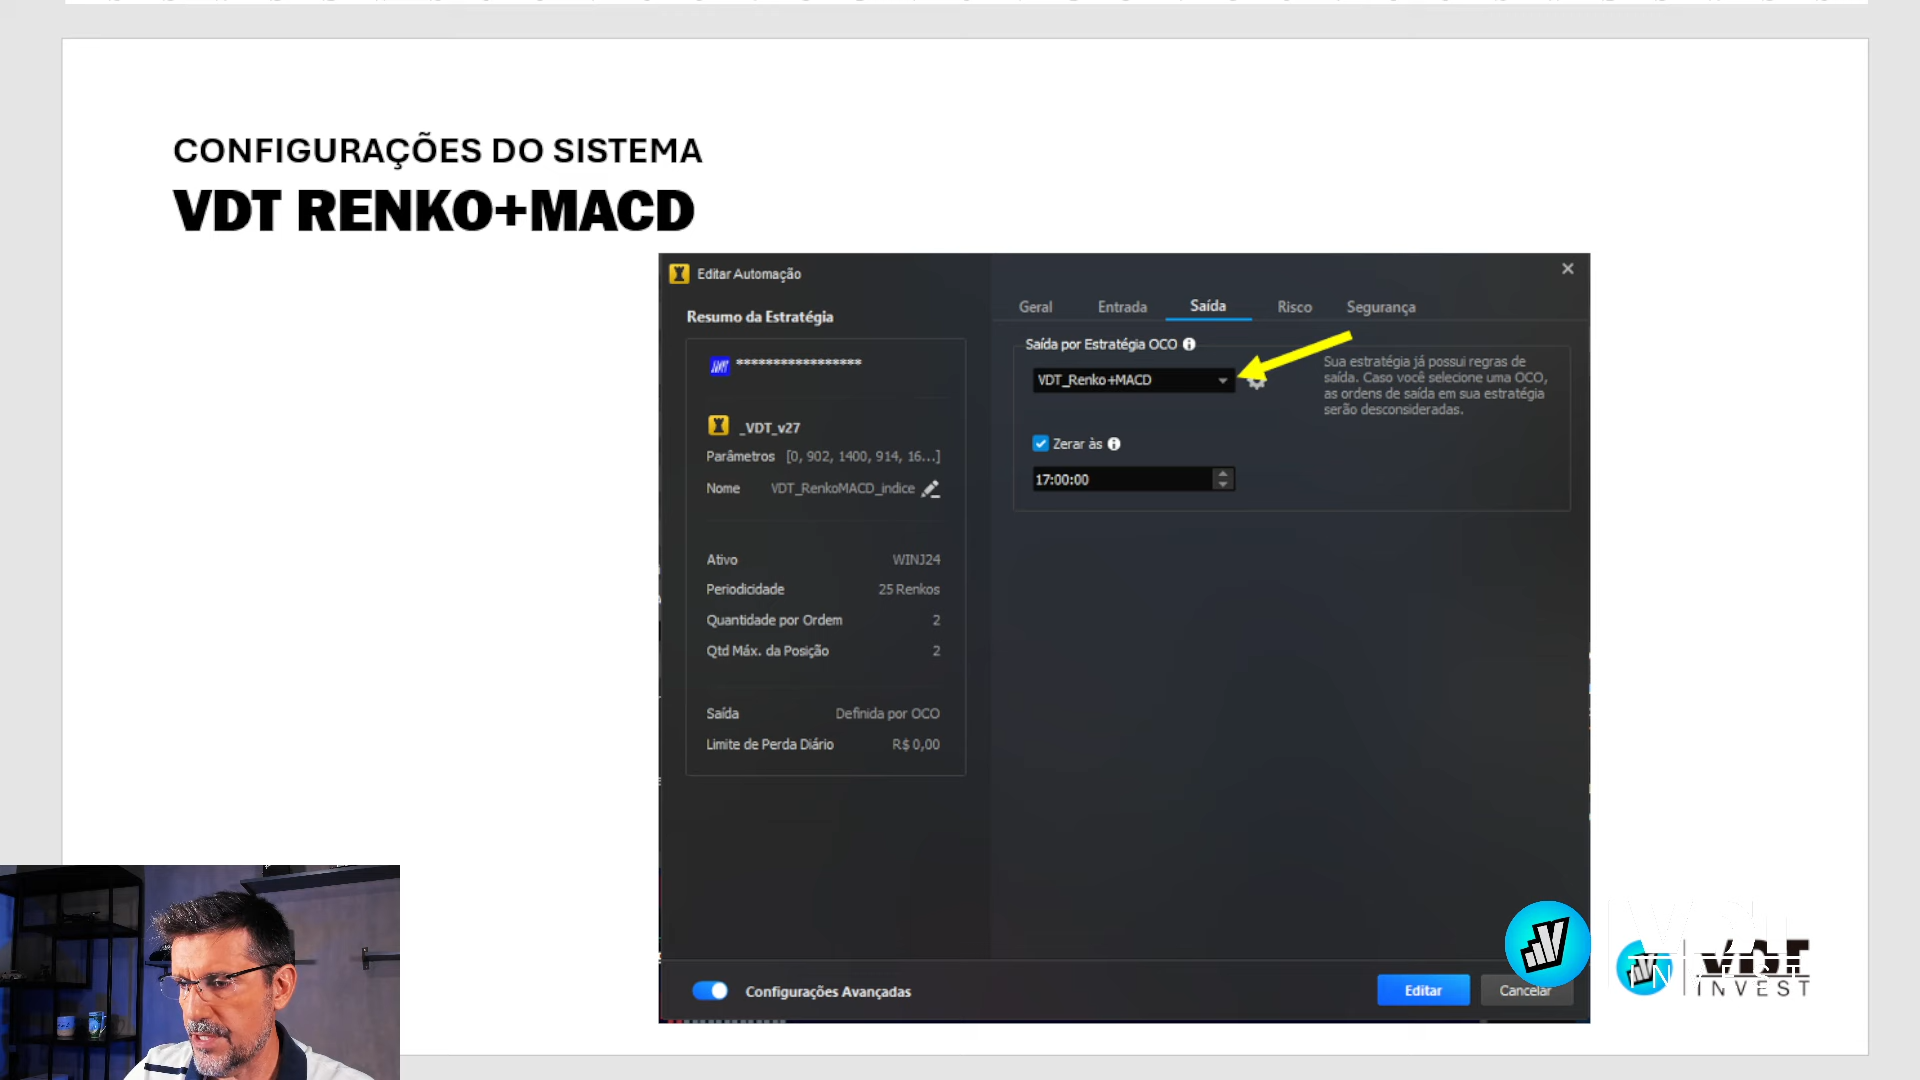 CONFIGURAÇÕES DO SISTEMA
VDT RENKO+MACD
Editar Automação
Resumo da Estratégia
*****************
_VDT_v27
Parâmetros [0, 902, 1400, 914, 16...]
Nome VDT_RenkoMACD_indice
Ativo WINJ24
Periodicidade 25 Renkos
Quantidade por Ordem 2
Qtd Máx. da Posição 2
Saída Definida por OCO
Limite de Perda Diário R$ 0,00
Geral Entrada Saída Risco Segurança
Saída por Estratégia OCO
VDT_Renko+MACD
Sua estratégia já possui regras de
saída. Caso você selecione uma OCO,
as ordens de saída em sua estratégia
serão desconsideradas.
Zerar às
17:00:00
Configurações Avançadas
Editar
Cancelar
VDT
INVEST